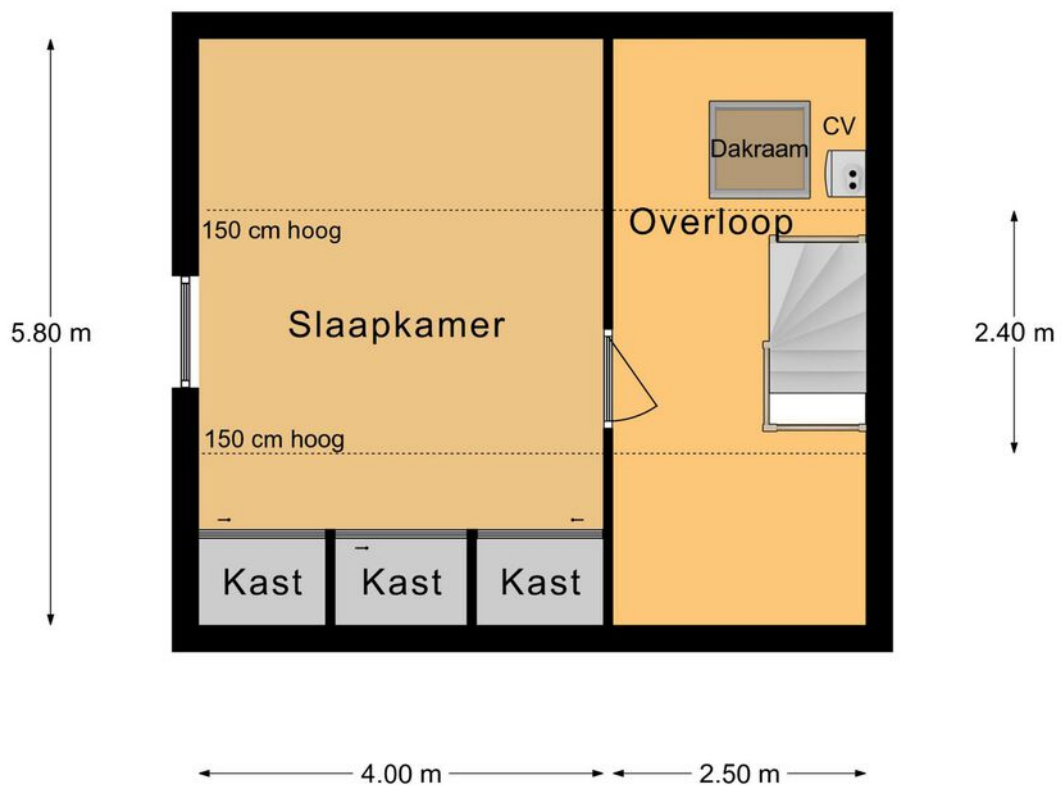 Dakraam
CV
150 cm hoog
Overloop
5.80 m
Slaapkamer
2.40 m
150 cm hoog
Kast
Kast
Kast
4.00 m
2.50 m